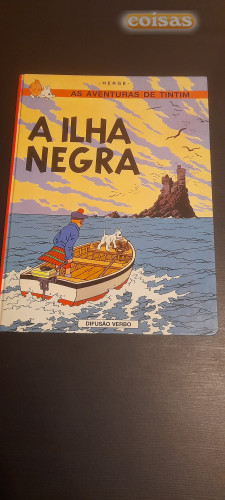 coisas
HERGÉ
AS AVENTURAS DE TINTIM
A ILHA
NEGRA
DIFUSÃO VERBO